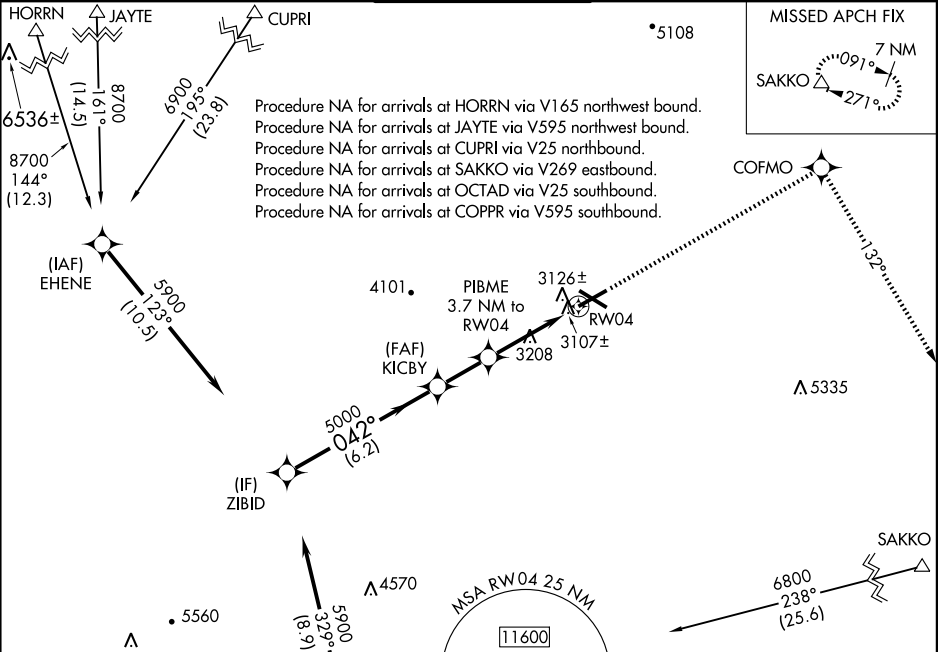 HORRN
JAYTE
CUPRI
5108
MISSED APCH FIX
7 NM
091°
SAKKO
271°
6536±
8700
161°
(14.5)
6900
195°
(23.8)
8700
144°
(12.3)
Procedure NA for arrivals at HORRN via V165 northwest bound.
Procedure NA for arrivals at JAYTE via V595 northwest bound.
Procedure NA for arrivals at CUPRI via V25 northbound.
Procedure NA for arrivals at SAKKO via V269 eastbound.
Procedure NA for arrivals at OCTAD via V25 southbound.
Procedure NA for arrivals at COPPR via V595 southbound.
COFMO
132°
(IAF)
EHENE
5900
123°
(10.5)
4101
PIBME
3.7 NM to
RW04
3126±
RW04
3107±
3208
(FAF)
KICBY
5335
5000
042°
(6.2)
(IF)
ZIBID
SAKKO
6800
238°
(25.6)
4570
5560
5900
329°
(8.9)
MSA RW04 25 NM
11600